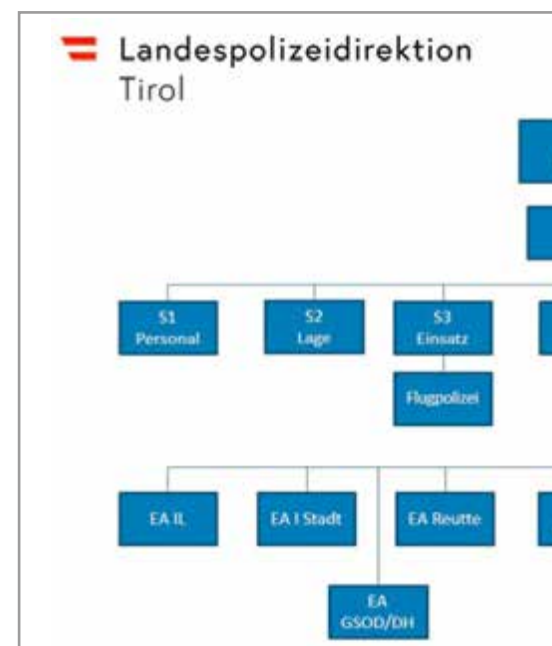 Landespolizeidirektion
Tirol
S1
Personal
S2
Lage
S3
Einsatz
Flugpolizei
EA IL
EA I Stadt
EA Reutte
EA
GSOD/DH